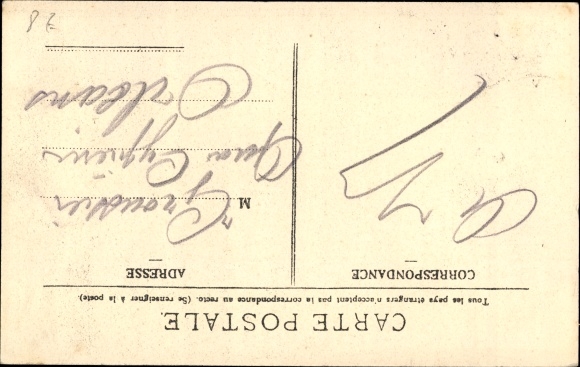 CARTE POSTALE
Tous les pays étrangers n'acceptent pas la correspondance au recto. (Se renseigner à la poste).
CORRESPONDANCE
ADRESSE
M
Quai Cypierre
Orléans